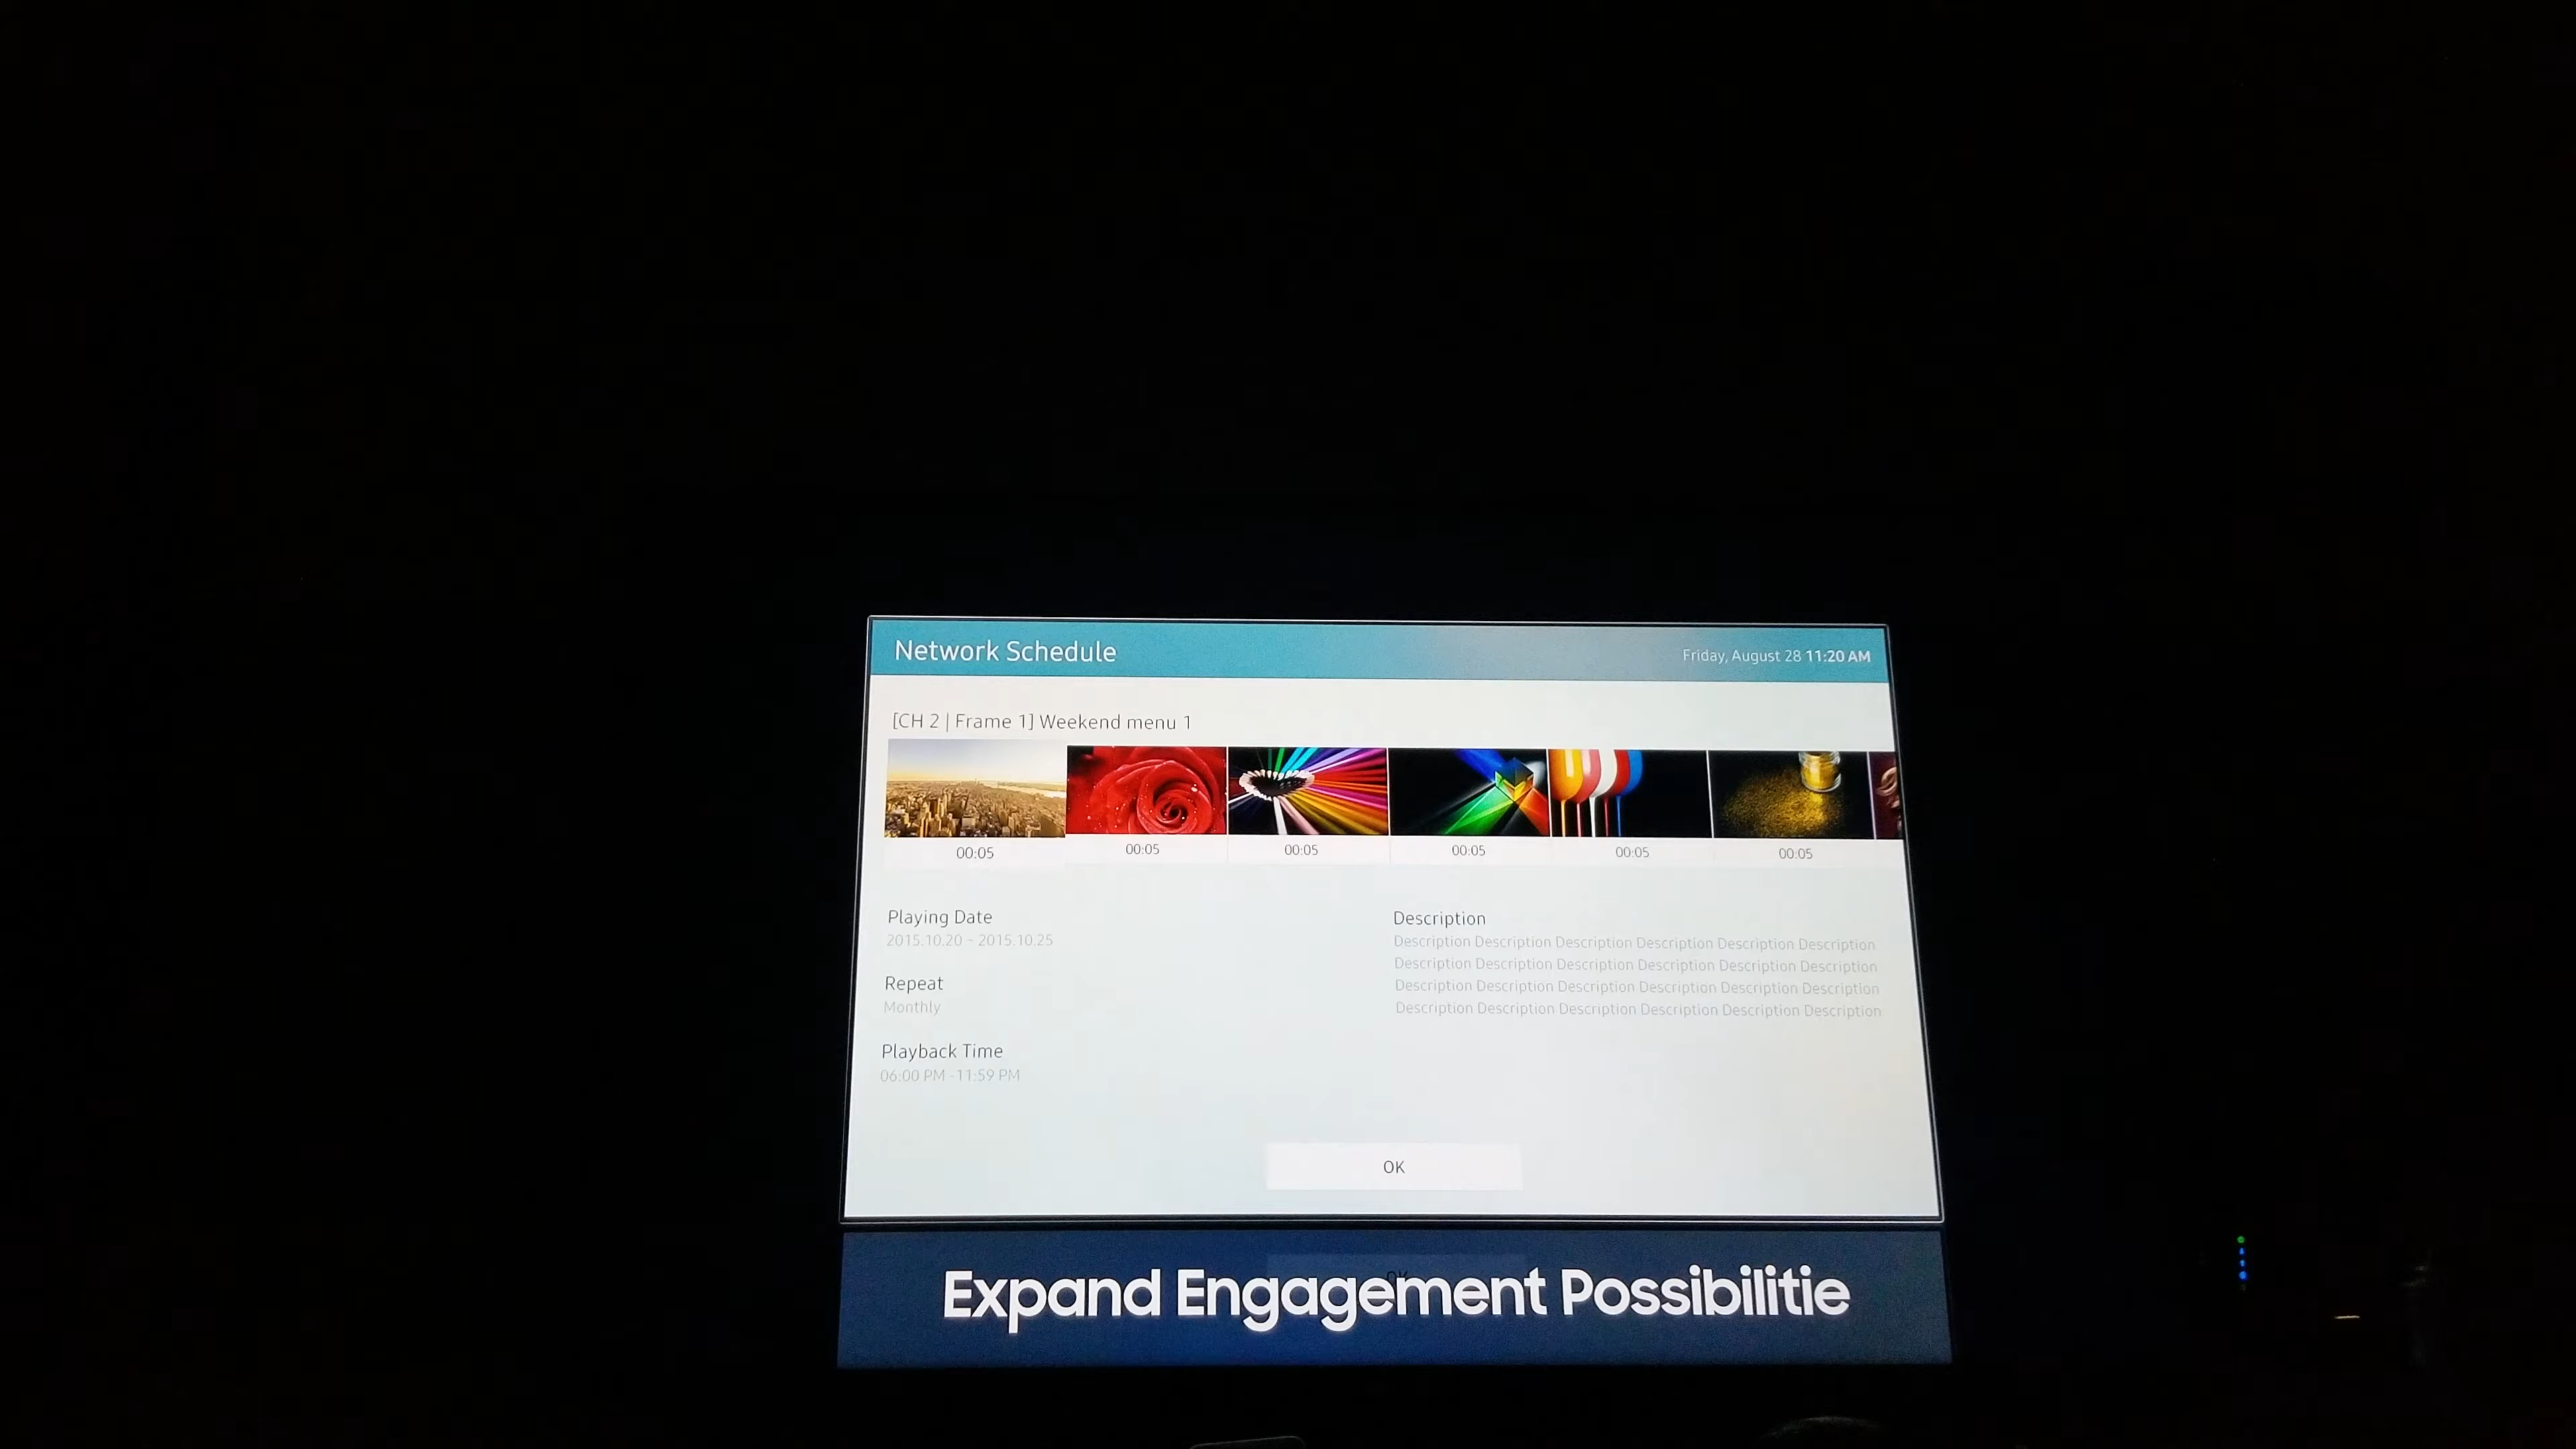 Network Schedule
Friday, August 28 11:20 AM
[CH 2 | Frame 1] Weekend menu 1
00:05
00:05
00:05
00:05
00:05
00:05
Playing Date
2015.10.20 ~ 2015.10.25
Repeat
Monthly
Playback Time
06:00 PM -11:59 PM
Description
Description Description Description Description Description Description
Description Description Description Description Description Description
Description Description Description Description Description Description
Description Description Description Description Description Description
OK
OK
Expand Engagement Possibilitie